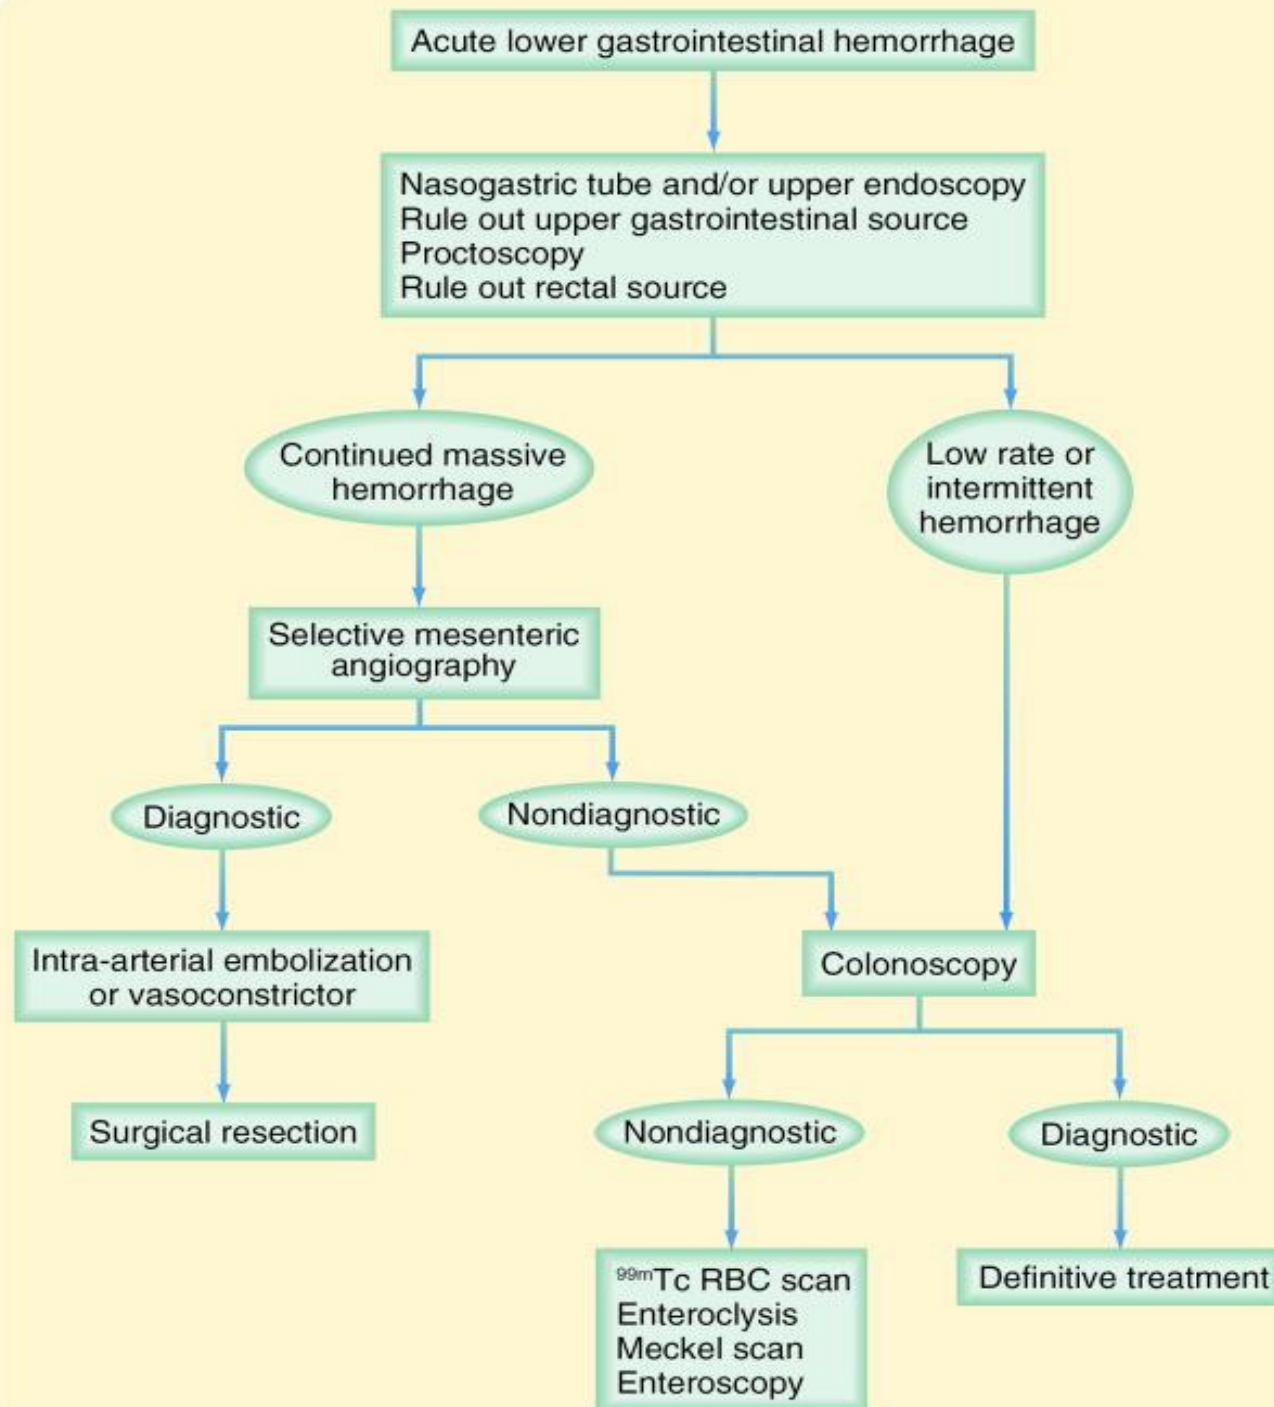 Acute lower gastrointestinal hemorrhage
Nasogastric tube and/or upper endoscopy
Rule out upper gastrointestinal source
Proctoscopy
Rule out rectal source
Continued massive
hemorrhage
Low rate or
intermittent
hemorrhage
Selective mesenteric
angiography
Diagnostic
Nondiagnostic
Intra-arterial embolization
or vasoconstrictor
Colonoscopy
Surgical resection
Nondiagnostic
Diagnostic
⁹⁹ᵐTc RBC scan
Enteroclysis
Meckel scan
Enteroscopy
Definitive treatment